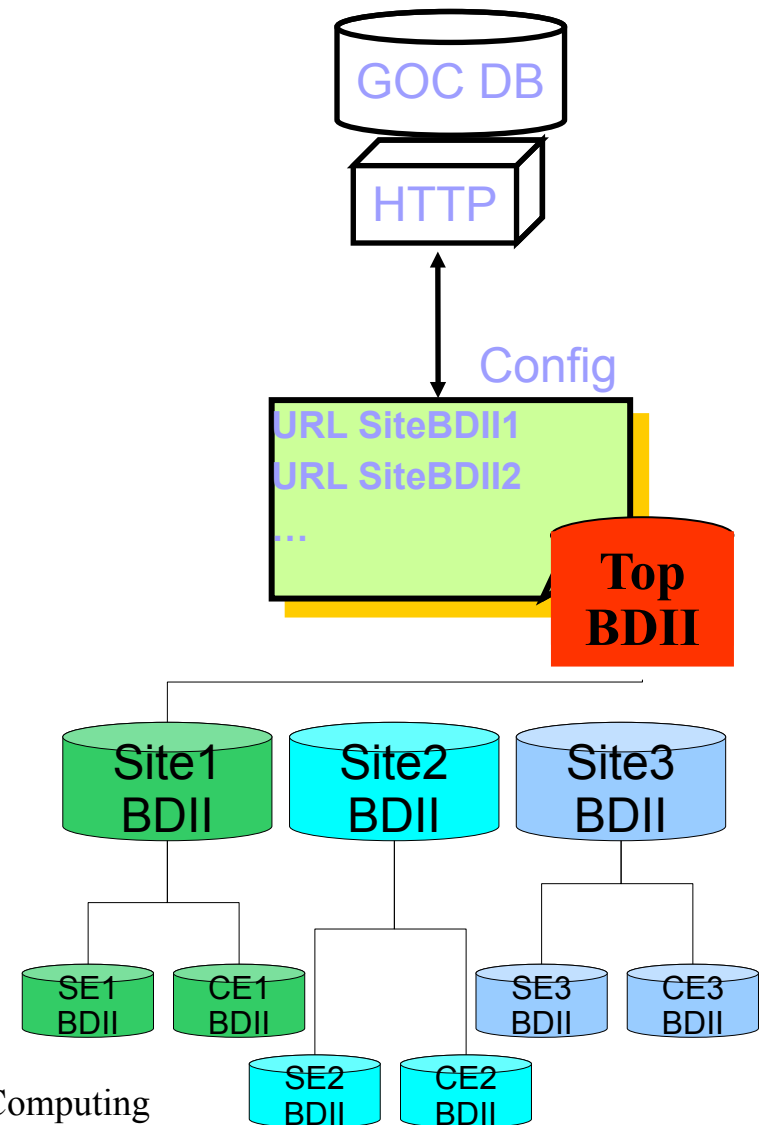 GOC DB
HTTP
Config
URL SiteBDII1
URL SiteBDII2
…
Top
BDII
Site1
BDII
Site2
BDII
Site3
BDII
SE1
BDII
CE1
BDII
SE3
BDII
CE3
BDII
SE2
BDII
CE2
BDII
Computing